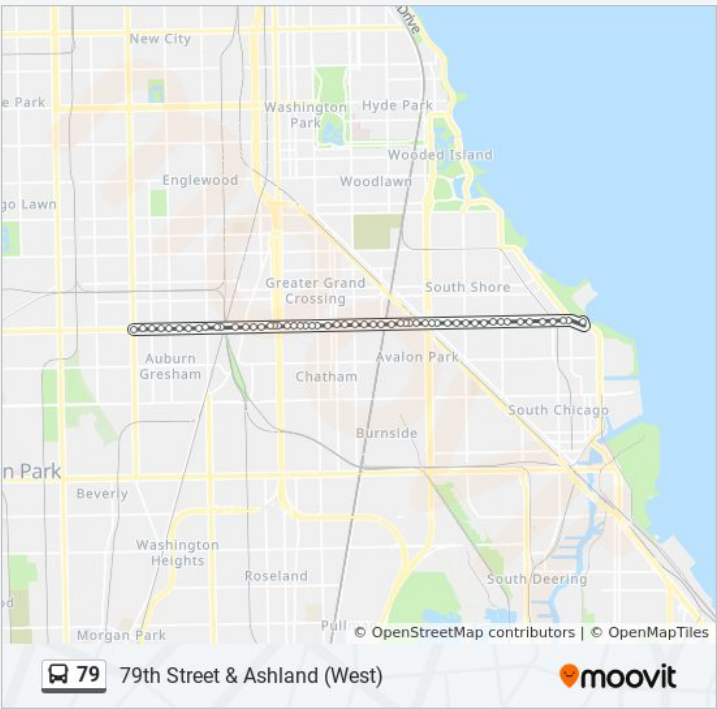 Drive
New City
e Park
Washington
Park
Hyde Park
Wooded Island
Englewood
Woodlawn
go Lawn
Greater Grand
Crossing
South Shore
Auburn
Gresham
Avalon Park
Chatham
South Chicago
Burnside
n Park
Beverly
Washington
Heights
Roseland
South Deering
Morgan Park
Pull
© OpenStreetMap contributors | © OpenMapTiles
79 79th Street & Ashland (West)
moovit